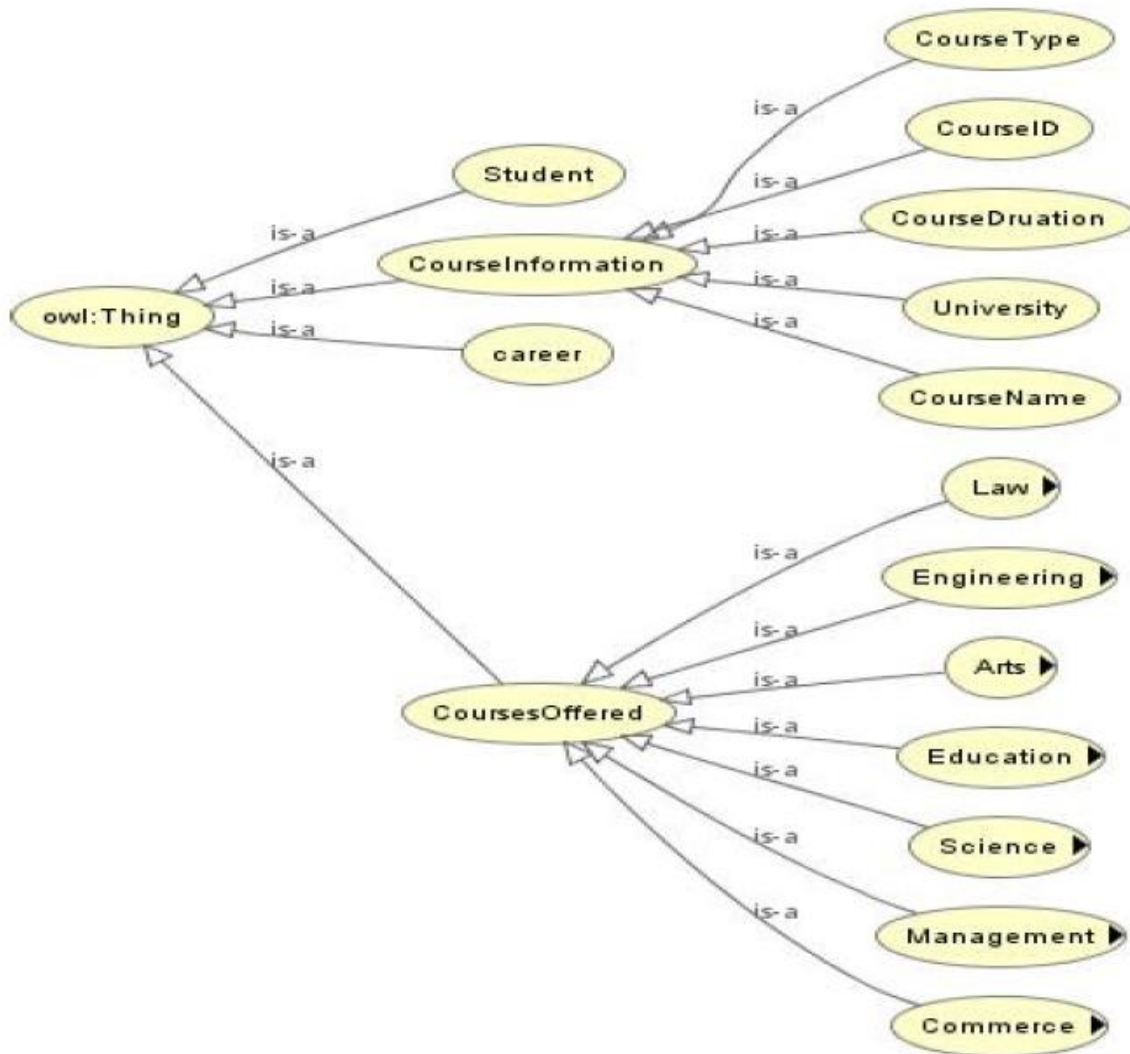 CourseType
is-a
CourseID
is-a
Student
CourseDruation
is-a
is-a
CourseInformation
is-a
University
owl:Thing
is-a
is-a
is-a
career
CourseName
is-a
Law
is-a
Engineering
is-a
Arts
is-a
CoursesOffered
is-a
Education
is-a
Science
is-a
Management
is-a
Commerce